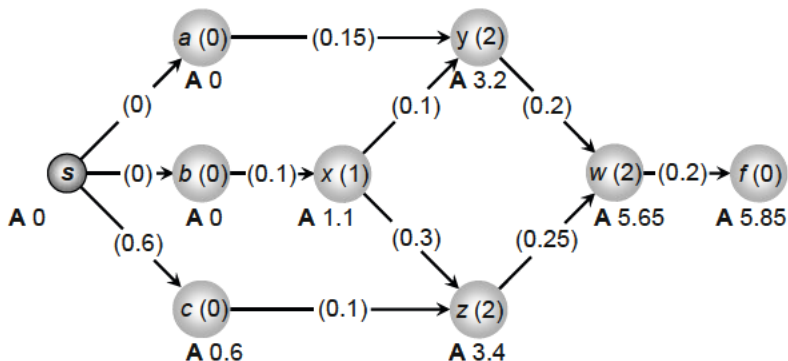 a (0) (0.15) y (2)
A 0 A 3.2
(0) (0.1) (0.2)
s (0) b (0) (0.1) x (1) w (2) (0.2) f (0)
A 0 A 0 A 1.1 A 5.65 A 5.85
(0.6) (0.3) (0.25)
c (0) (0.1) z (2)
A 0.6 A 3.4